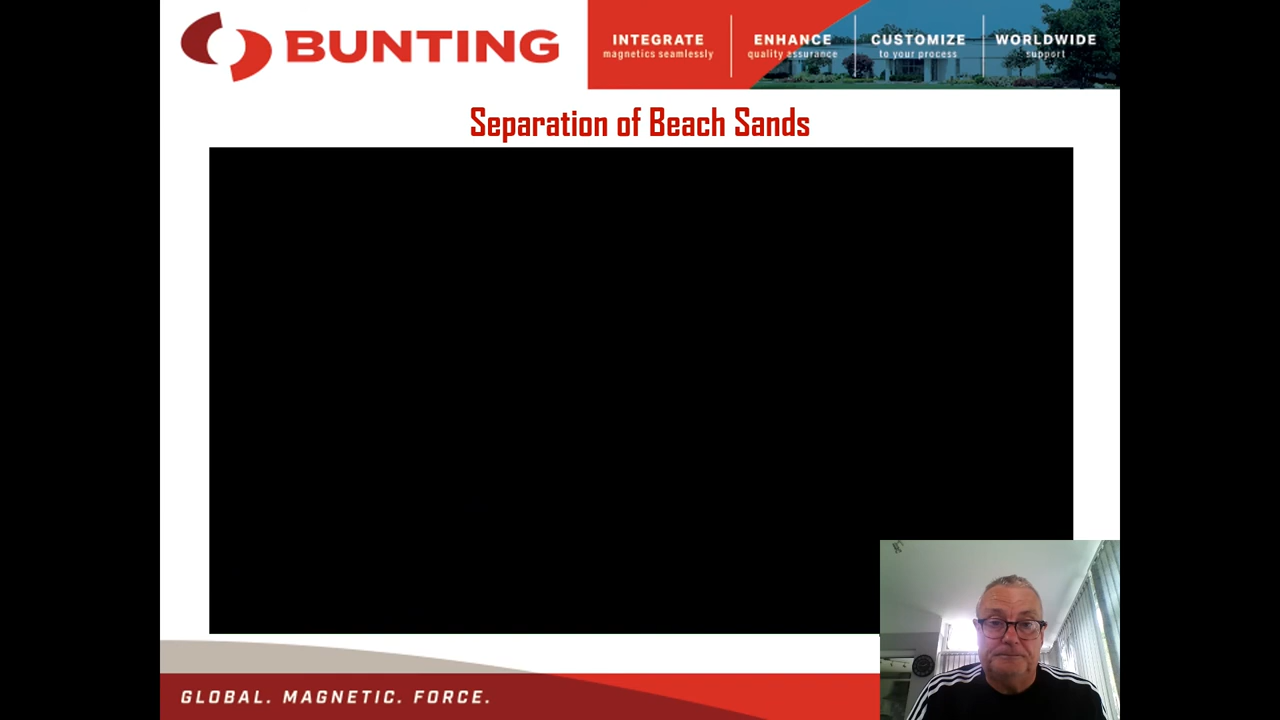 BUNTING
INTEGRATE
magnetics seamlessly
ENHANCE
quality assurance
CUSTOMIZE
to your process
WORLDWIDE
support
Separation of Beach Sands
GLOBAL. MAGNETIC. FORCE.